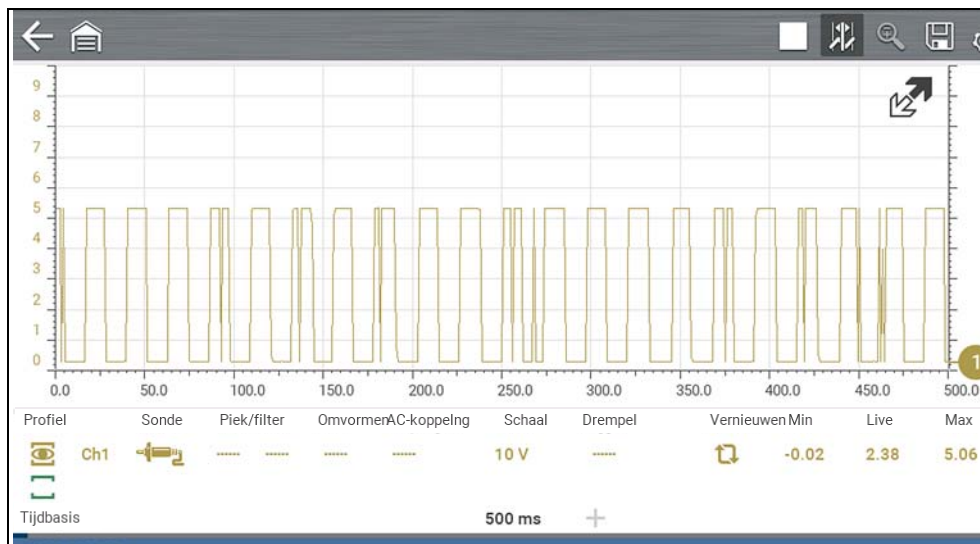 9
8
7
6
5
4
3
2
1
0
1
0.0 50.0 100.0 150.0 200.0 250.0 300.0 350.0 400.0 450.0 500.0
Profiel Sonde Piek/filter Omvormen AC-koppelng Schaal Drempel Vernieuwen Min Live Max
Ch1 ------ ------ ------ ------ 10 V ------ -0.02 2.38 5.06
Tijdbasis 500 ms +